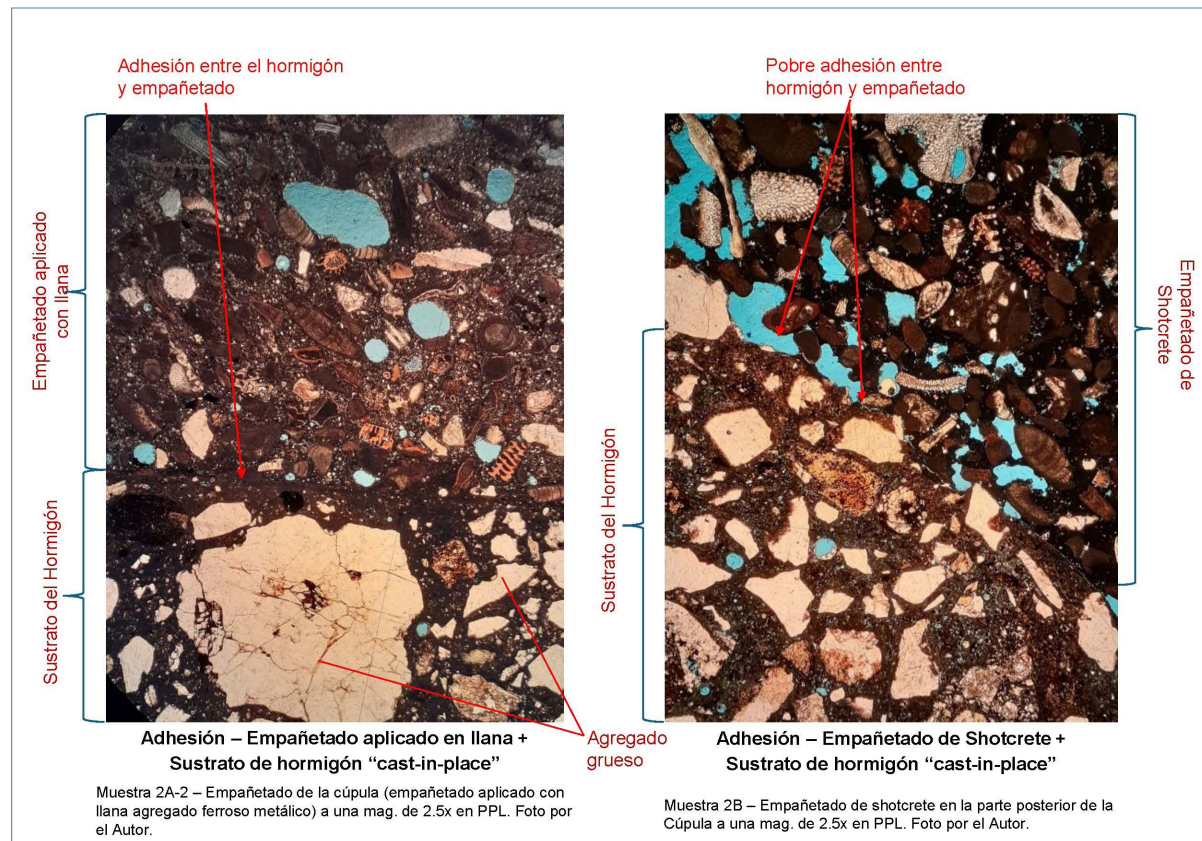 Adhesión entre el hormigón
y empañetado
Empañetado aplicado
con llana
Sustrato del Hormigón
Adhesión – Empañetado aplicado en llana +
Sustrato de hormigón “cast-in-place”
Muestra 2A-2 – Empañetado de la cúpula (empañetado aplicado con
llana agregado ferroso metálico) a una mag. de 2.5x en PPL. Foto por
el Autor.
Agregado
grueso
Pobre adhesión entre
hormigón y empañetado
Sustrato del Hormigón
Empañetado de
Shotcrete
Adhesión – Empañetado de Shotcrete +
Sustrato de hormigón “cast-in-place”
Muestra 2B – Empañetado de shotcrete en la parte posterior de la
Cúpula a una mag. de 2.5x en PPL. Foto por el Autor.